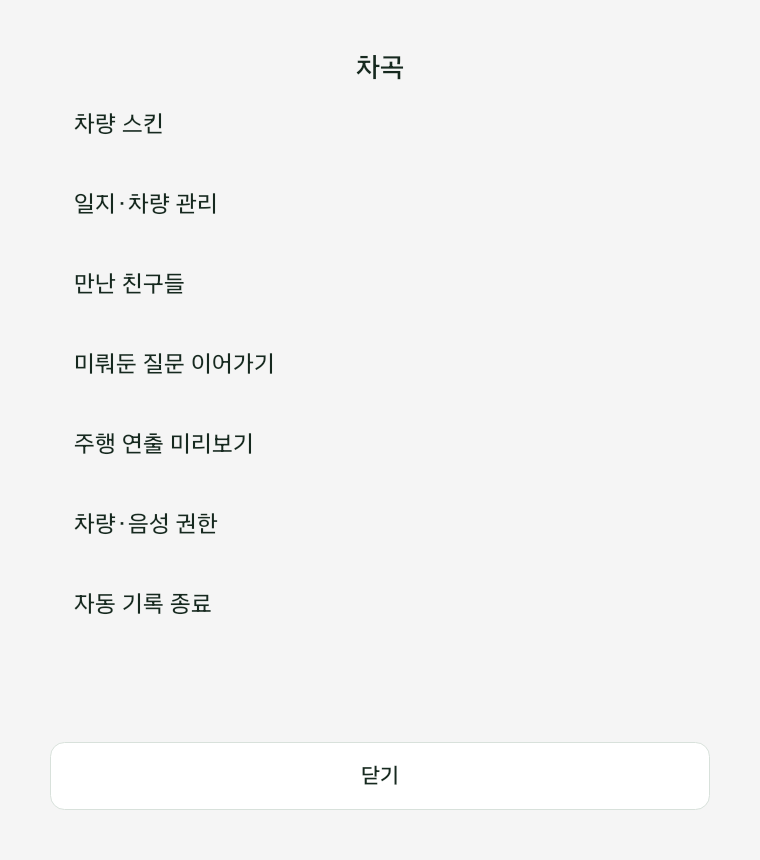 차곡
차량 스킨
일지·차량 관리
만난 친구들
미뤄둔 질문 이어가기
주행 연출 미리보기
차량·음성 권한
자동 기록 종료
닫기